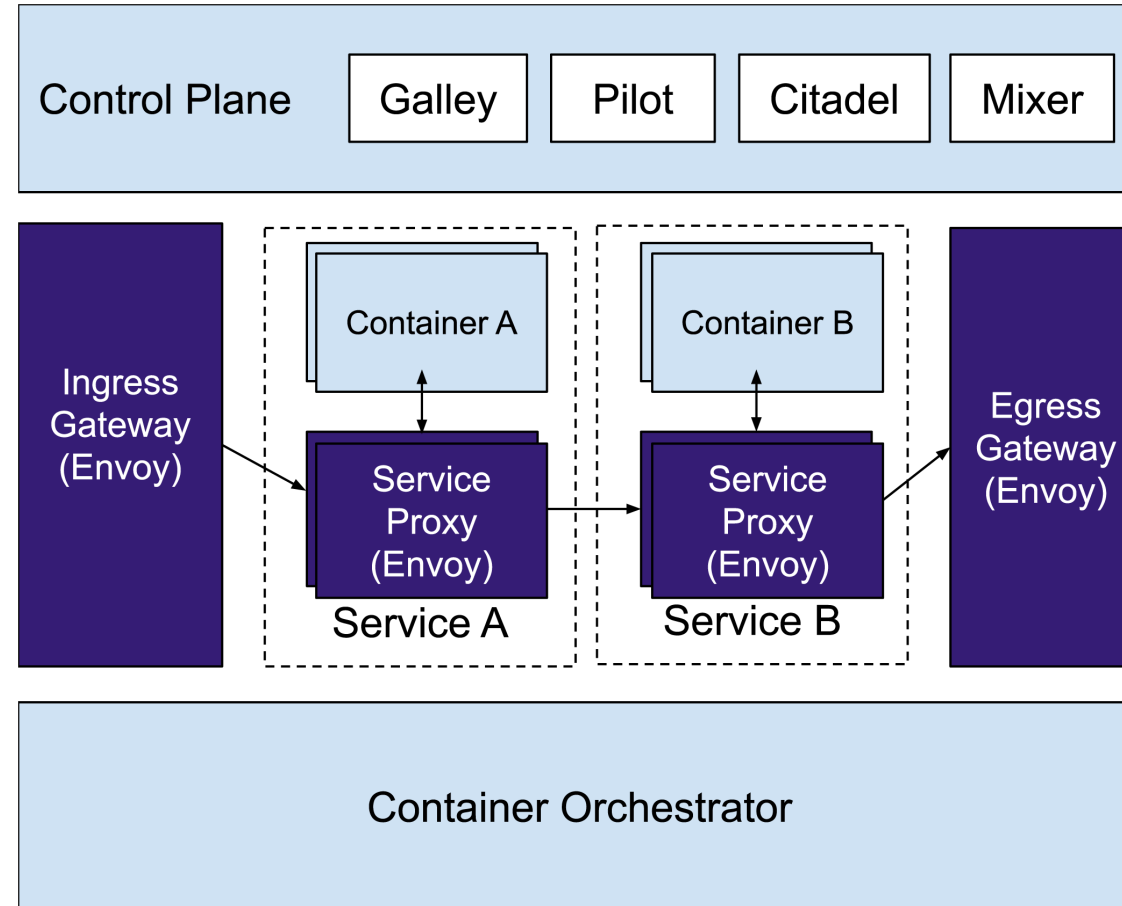 Control Plane
Galley
Pilot
Citadel
Mixer
Ingress
Gateway
(Envoy)
Container A
Service
Proxy
(Envoy)
Service A
Container B
Service
Proxy
(Envoy)
Service B
Egress
Gateway
(Envoy)
Container Orchestrator